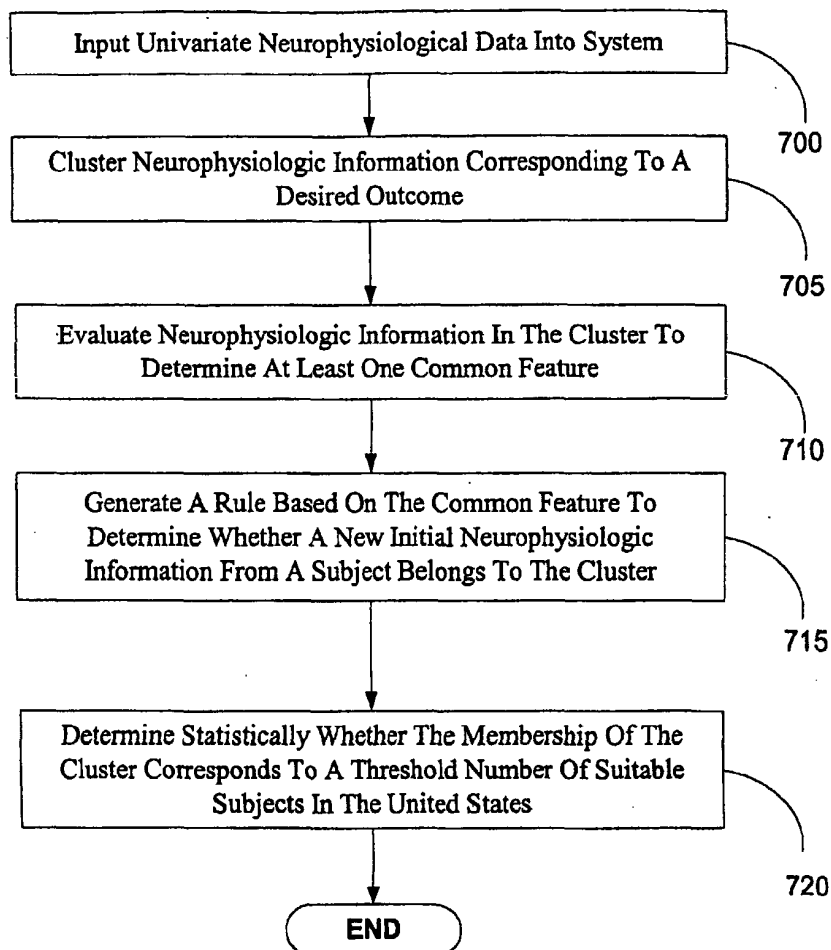 Input Univariate Neurophysiological Data Into System
700
Cluster Neurophysiologic Information Corresponding To A
Desired Outcome
705
Evaluate Neurophysiologic Information In The Cluster To
Determine At Least One Common Feature
710
Generate A Rule Based On The Common Feature To
Determine Whether A New Initial Neurophysiologic
Information From A Subject Belongs To The Cluster
715
Determine Statistically Whether The Membership Of The
Cluster Corresponds To A Threshold Number Of Suitable
Subjects In The United States
720
END